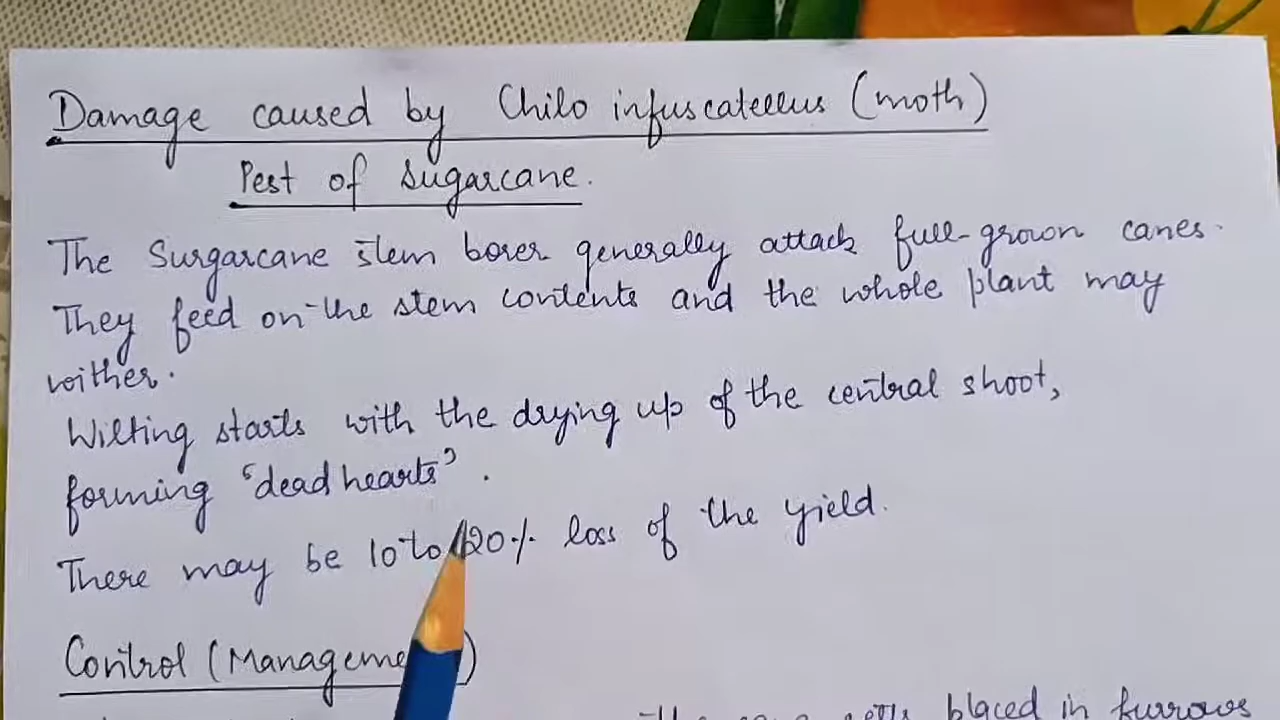 Damage caused by Chilo infuscatellus (moth)
Pest of Sugarcane.
The Surgarcane stem borer generally attack full-grown canes.
They feed on the stem contents and the whole plant may
wither.
Wilting starts with the drying up of the central shoot,
forming 'dead hearts'.
There may be 10 to 20% loss of the yield.
Control (Manageme )
the cane setts placed in furrows